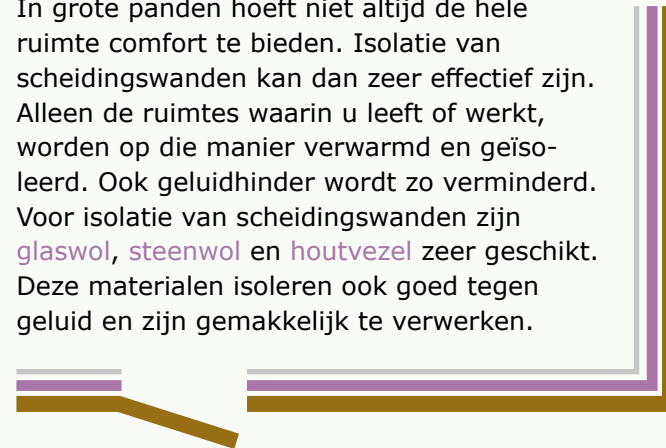 In grote panden hoeft niet altijd de hele
ruimte comfort te bieden. Isolatie van
scheidingswanden kan dan zeer effectief zijn.
Alleen de ruimtes waarin u leeft of werkt,
worden op die manier verwarmd en geïso-
leerd. Ook geluidhinder wordt zo verminderd.
Voor isolatie van scheidingswanden zijn
glaswol, steenwol en houtvezel zeer geschikt.
Deze materialen isoleren ook goed tegen
geluid en zijn gemakkelijk te verwerken.